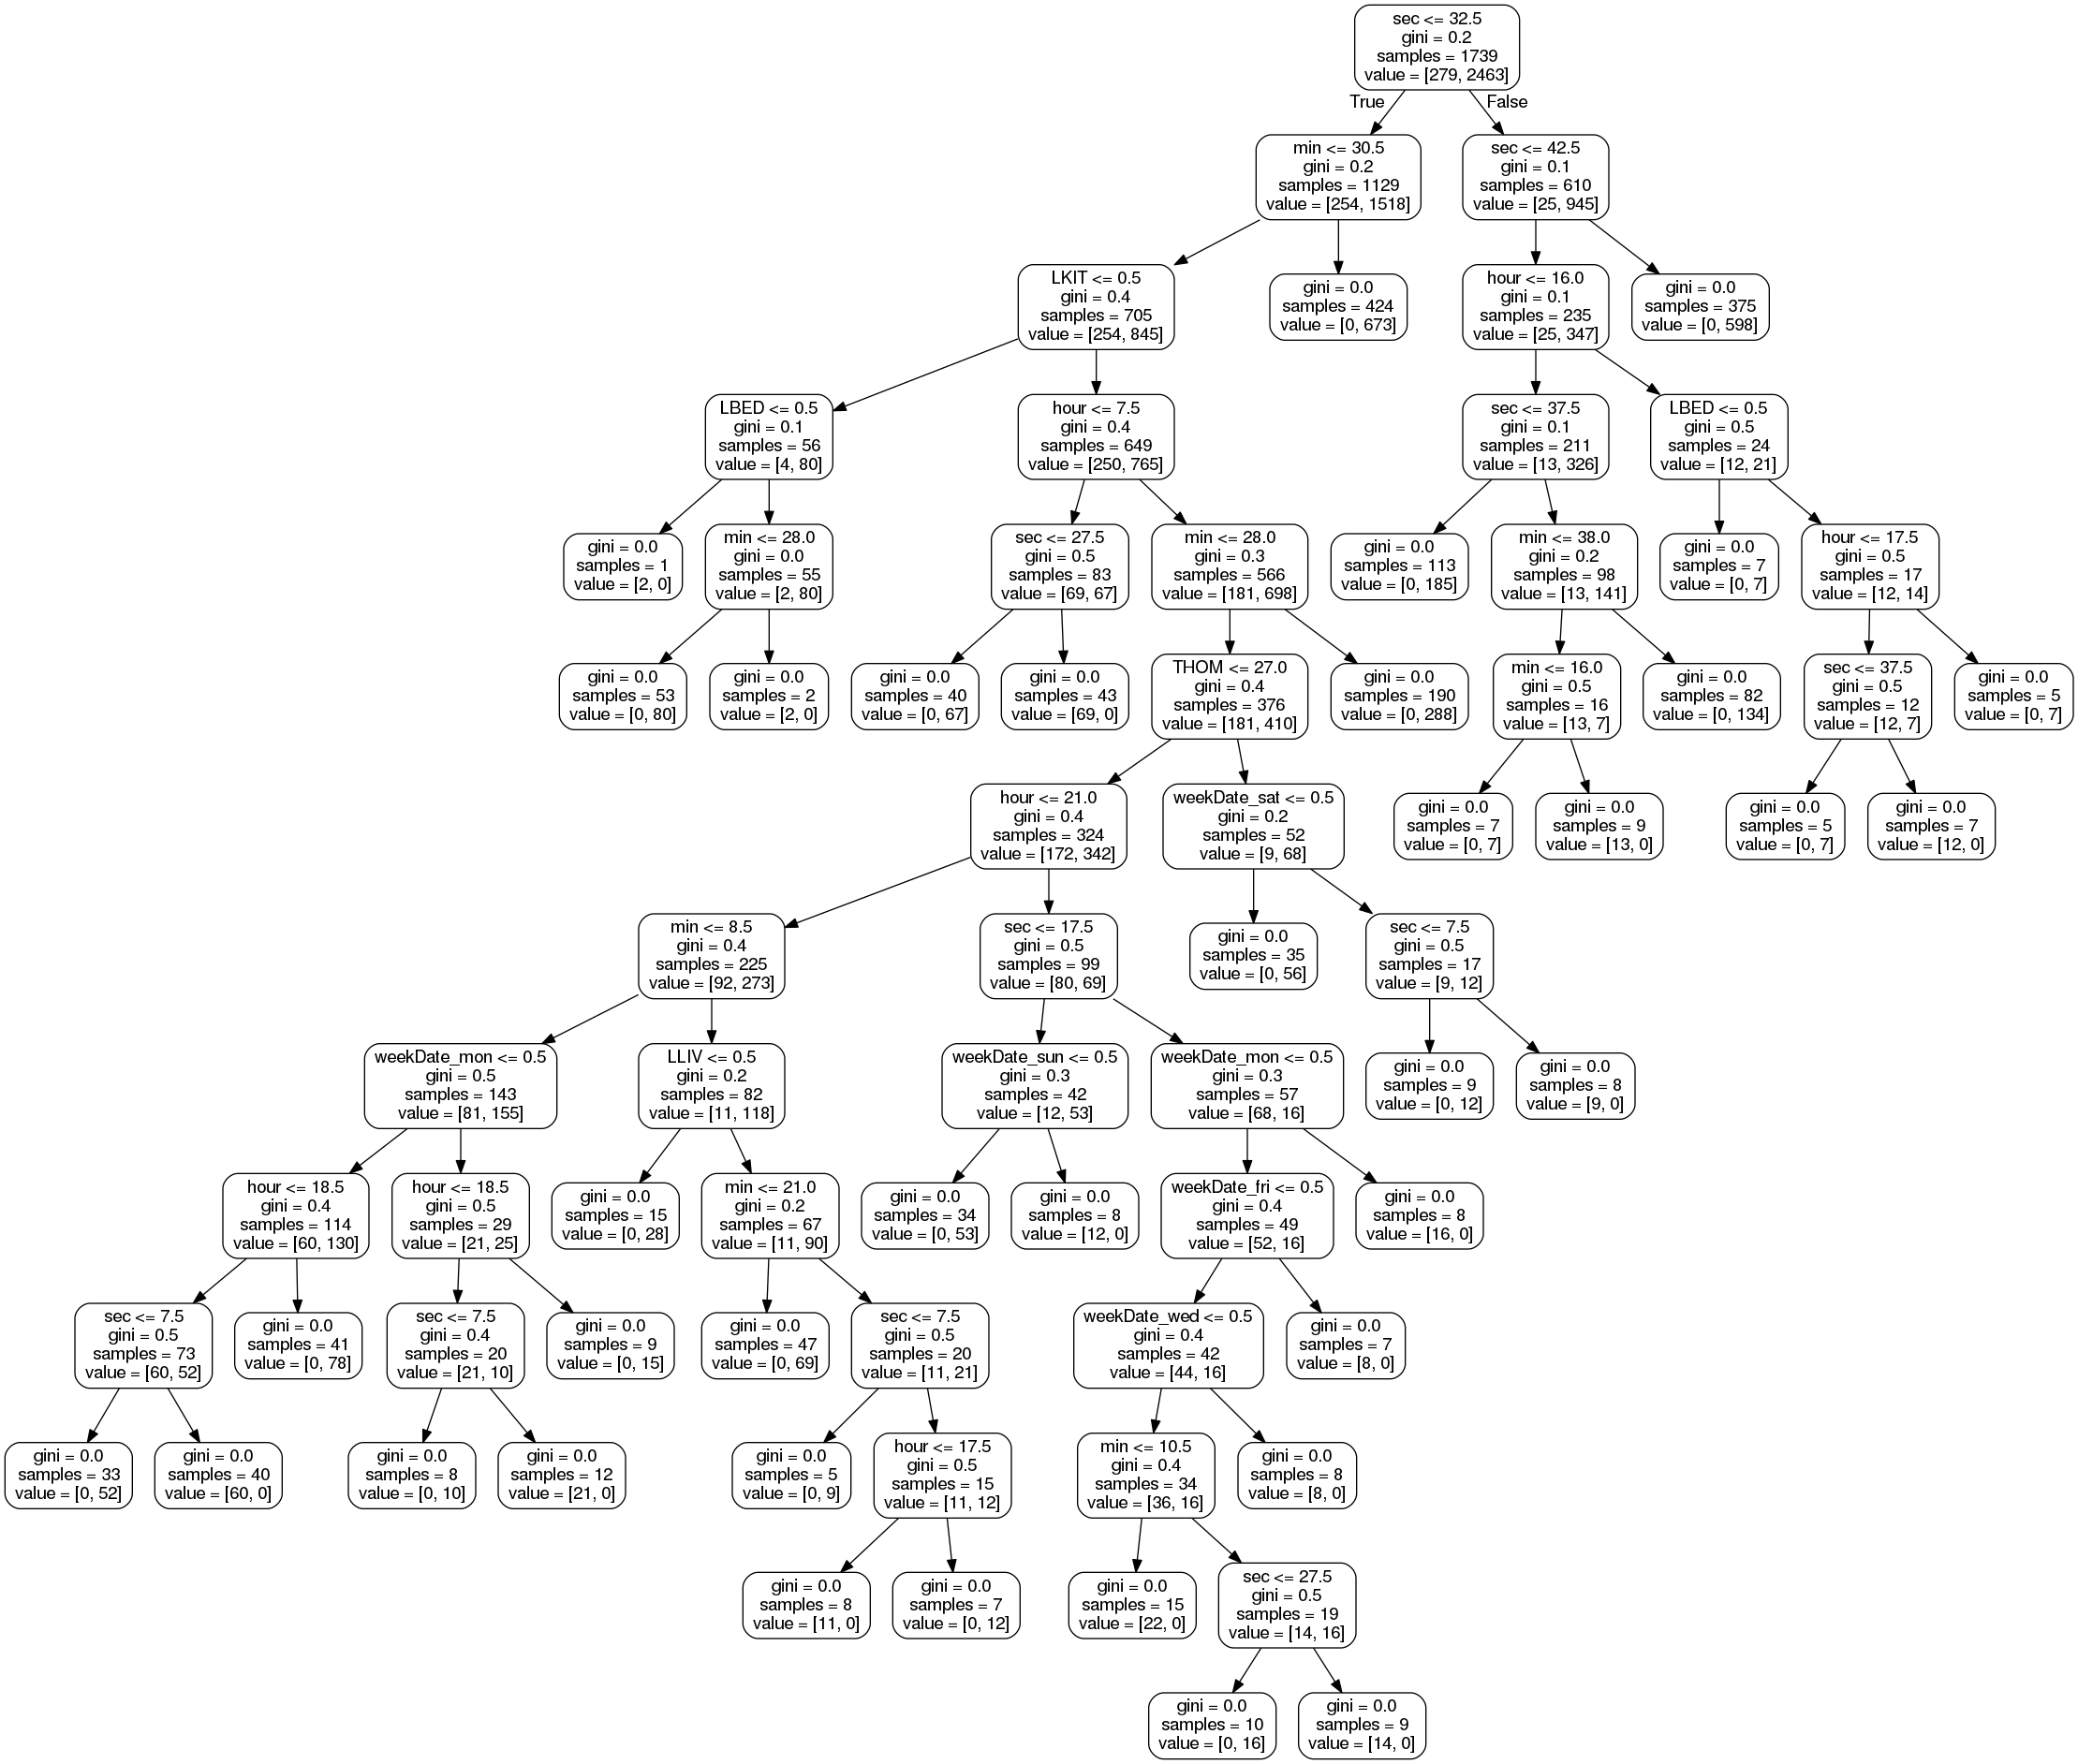 sec <= 32.5
gini = 0.2
samples = 1739
value = [279, 2463]
True
False
min <= 30.5
gini = 0.2
samples = 1129
value = [254, 1518]
sec <= 42.5
gini = 0.1
samples = 610
value = [25, 945]
LKIT <= 0.5
gini = 0.4
samples = 705
value = [254, 845]
gini = 0.0
samples = 424
value = [0, 673]
hour <= 16.0
gini = 0.1
samples = 235
value = [25, 347]
gini = 0.0
samples = 375
value = [0, 598]
LBED <= 0.5
gini = 0.1
samples = 56
value = [4, 80]
hour <= 7.5
gini = 0.4
samples = 649
value = [250, 765]
sec <= 37.5
gini = 0.1
samples = 211
value = [13, 326]
LBED <= 0.5
gini = 0.5
samples = 24
value = [12, 21]
gini = 0.0
samples = 1
value = [2, 0]
min <= 28.0
gini = 0.0
samples = 55
value = [2, 80]
sec <= 27.5
gini = 0.5
samples = 83
value = [69, 67]
min <= 28.0
gini = 0.3
samples = 566
value = [181, 698]
gini = 0.0
samples = 113
value = [0, 185]
min <= 38.0
gini = 0.2
samples = 98
value = [13, 141]
gini = 0.0
samples = 7
value = [0, 7]
hour <= 17.5
gini = 0.5
samples = 17
value = [12, 14]
gini = 0.0
samples = 53
value = [0, 80]
gini = 0.0
samples = 2
value = [2, 0]
gini = 0.0
samples = 40
value = [0, 67]
gini = 0.0
samples = 43
value = [69, 0]
THOM <= 27.0
gini = 0.4
samples = 376
value = [181, 410]
gini = 0.0
samples = 190
value = [0, 288]
min <= 16.0
gini = 0.5
samples = 16
value = [13, 7]
gini = 0.0
samples = 82
value = [0, 134]
sec <= 37.5
gini = 0.5
samples = 12
value = [12, 7]
gini = 0.0
samples = 5
value = [0, 7]
hour <= 21.0
gini = 0.4
samples = 324
value = [172, 342]
weekDate_sat <= 0.5
gini = 0.2
samples = 52
value = [9, 68]
gini = 0.0
samples = 7
value = [0, 7]
gini = 0.0
samples = 9
value = [13, 0]
gini = 0.0
samples = 5
value = [0, 7]
gini = 0.0
samples = 7
value = [12, 0]
min <= 8.5
gini = 0.4
samples = 225
value = [92, 273]
sec <= 17.5
gini = 0.5
samples = 99
value = [80, 69]
gini = 0.0
samples = 35
value = [0, 56]
sec <= 7.5
gini = 0.5
samples = 17
value = [9, 12]
weekDate_mon <= 0.5
gini = 0.5
samples = 143
value = [81, 155]
LLIV <= 0.5
gini = 0.2
samples = 82
value = [11, 118]
weekDate_sun <= 0.5
gini = 0.3
samples = 42
value = [12, 53]
weekDate_mon <= 0.5
gini = 0.3
samples = 57
value = [68, 16]
gini = 0.0
samples = 9
value = [0, 12]
gini = 0.0
samples = 8
value = [9, 0]
hour <= 18.5
gini = 0.4
samples = 114
value = [60, 130]
hour <= 18.5
gini = 0.5
samples = 29
value = [21, 25]
gini = 0.0
samples = 15
value = [0, 28]
min <= 21.0
gini = 0.2
samples = 67
value = [11, 90]
gini = 0.0
samples = 34
value = [0, 53]
gini = 0.0
samples = 8
value = [12, 0]
weekDate_fri <= 0.5
gini = 0.4
samples = 49
value = [52, 16]
gini = 0.0
samples = 8
value = [16, 0]
sec <= 7.5
gini = 0.5
samples = 73
value = [60, 52]
gini = 0.0
samples = 41
value = [0, 78]
sec <= 7.5
gini = 0.4
samples = 20
value = [21, 10]
gini = 0.0
samples = 9
value = [0, 15]
gini = 0.0
samples = 47
value = [0, 69]
sec <= 7.5
gini = 0.5
samples = 20
value = [11, 21]
weekDate_wed <= 0.5
gini = 0.4
samples = 42
value = [44, 16]
gini = 0.0
samples = 7
value = [8, 0]
gini = 0.0
samples = 33
value = [0, 52]
gini = 0.0
samples = 40
value = [60, 0]
gini = 0.0
samples = 8
value = [0, 10]
gini = 0.0
samples = 12
value = [21, 0]
gini = 0.0
samples = 5
value = [0, 9]
hour <= 17.5
gini = 0.5
samples = 15
value = [11, 12]
min <= 10.5
gini = 0.4
samples = 34
value = [36, 16]
gini = 0.0
samples = 8
value = [8, 0]
gini = 0.0
samples = 8
value = [11, 0]
gini = 0.0
samples = 7
value = [0, 12]
gini = 0.0
samples = 15
value = [22, 0]
sec <= 27.5
gini = 0.5
samples = 19
value = [14, 16]
gini = 0.0
samples = 10
value = [0, 16]
gini = 0.0
samples = 9
value = [14, 0]